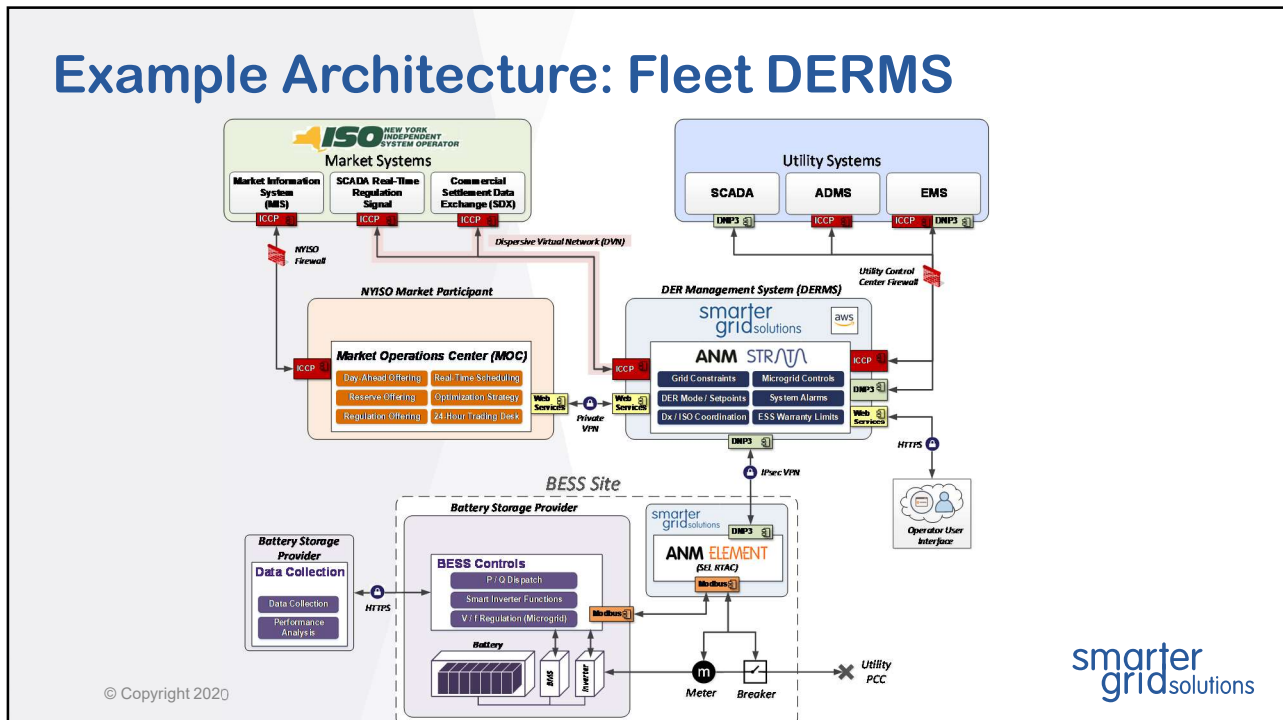 Example Architecture: Fleet DERMS
ISO NEW YORK
INDEPENDENT
SYSTEM OPERATOR
Market Systems
Market Information
System
(MIS)
SCADA Real-Time
Regulation
Signal
Commercial
Settlement Data
Exchange (SDX)
ICCP
ICCP
ICCP
Utility Systems
SCADA
ADMS
EMS
DNP3
ICCP
ICCP
DNP3
NYISO
Firewall
Dispersive Virtual Network (DVN)
Utility Control
Center Firewall
NYISO Market Participant
Market Operations Center (MOC)
ICCP
Day-Ahead Offering
Real-Time Scheduling
Reserve Offering
Optimization Strategy
Regulation Offering
24-Hour Trading Desk
Web
Services
Private
VPN
DER Management System (DERMS)
smarter
gridsolutions
aws
ANM STRATA
ICCP
Web
Services
Grid Constraints
Microgrid Controls
DER Mode / Setpoints
System Alarms
Dx / ISO Coordination
ESS Warranty Limits
ICCP
DNP3
Web
Services
DNP3
HTTPS
IPsec VPN
Operator User
Interface
BESS Site
Battery Storage Provider
smarter
gridsolutions
DNP3
ANM ELEMENT
(SEL RTAC)
Modbus
Battery Storage
Provider
Data Collection
Data Collection
Performance
Analysis
HTTPS
BESS Controls
P / Q Dispatch
Smart Inverter Functions
V / f Regulation (Microgrid)
Modbus
Battery
BMS
Inverter
m
Meter
Breaker
Utility
PCC
© Copyright 2020
smarter
gridsolutions